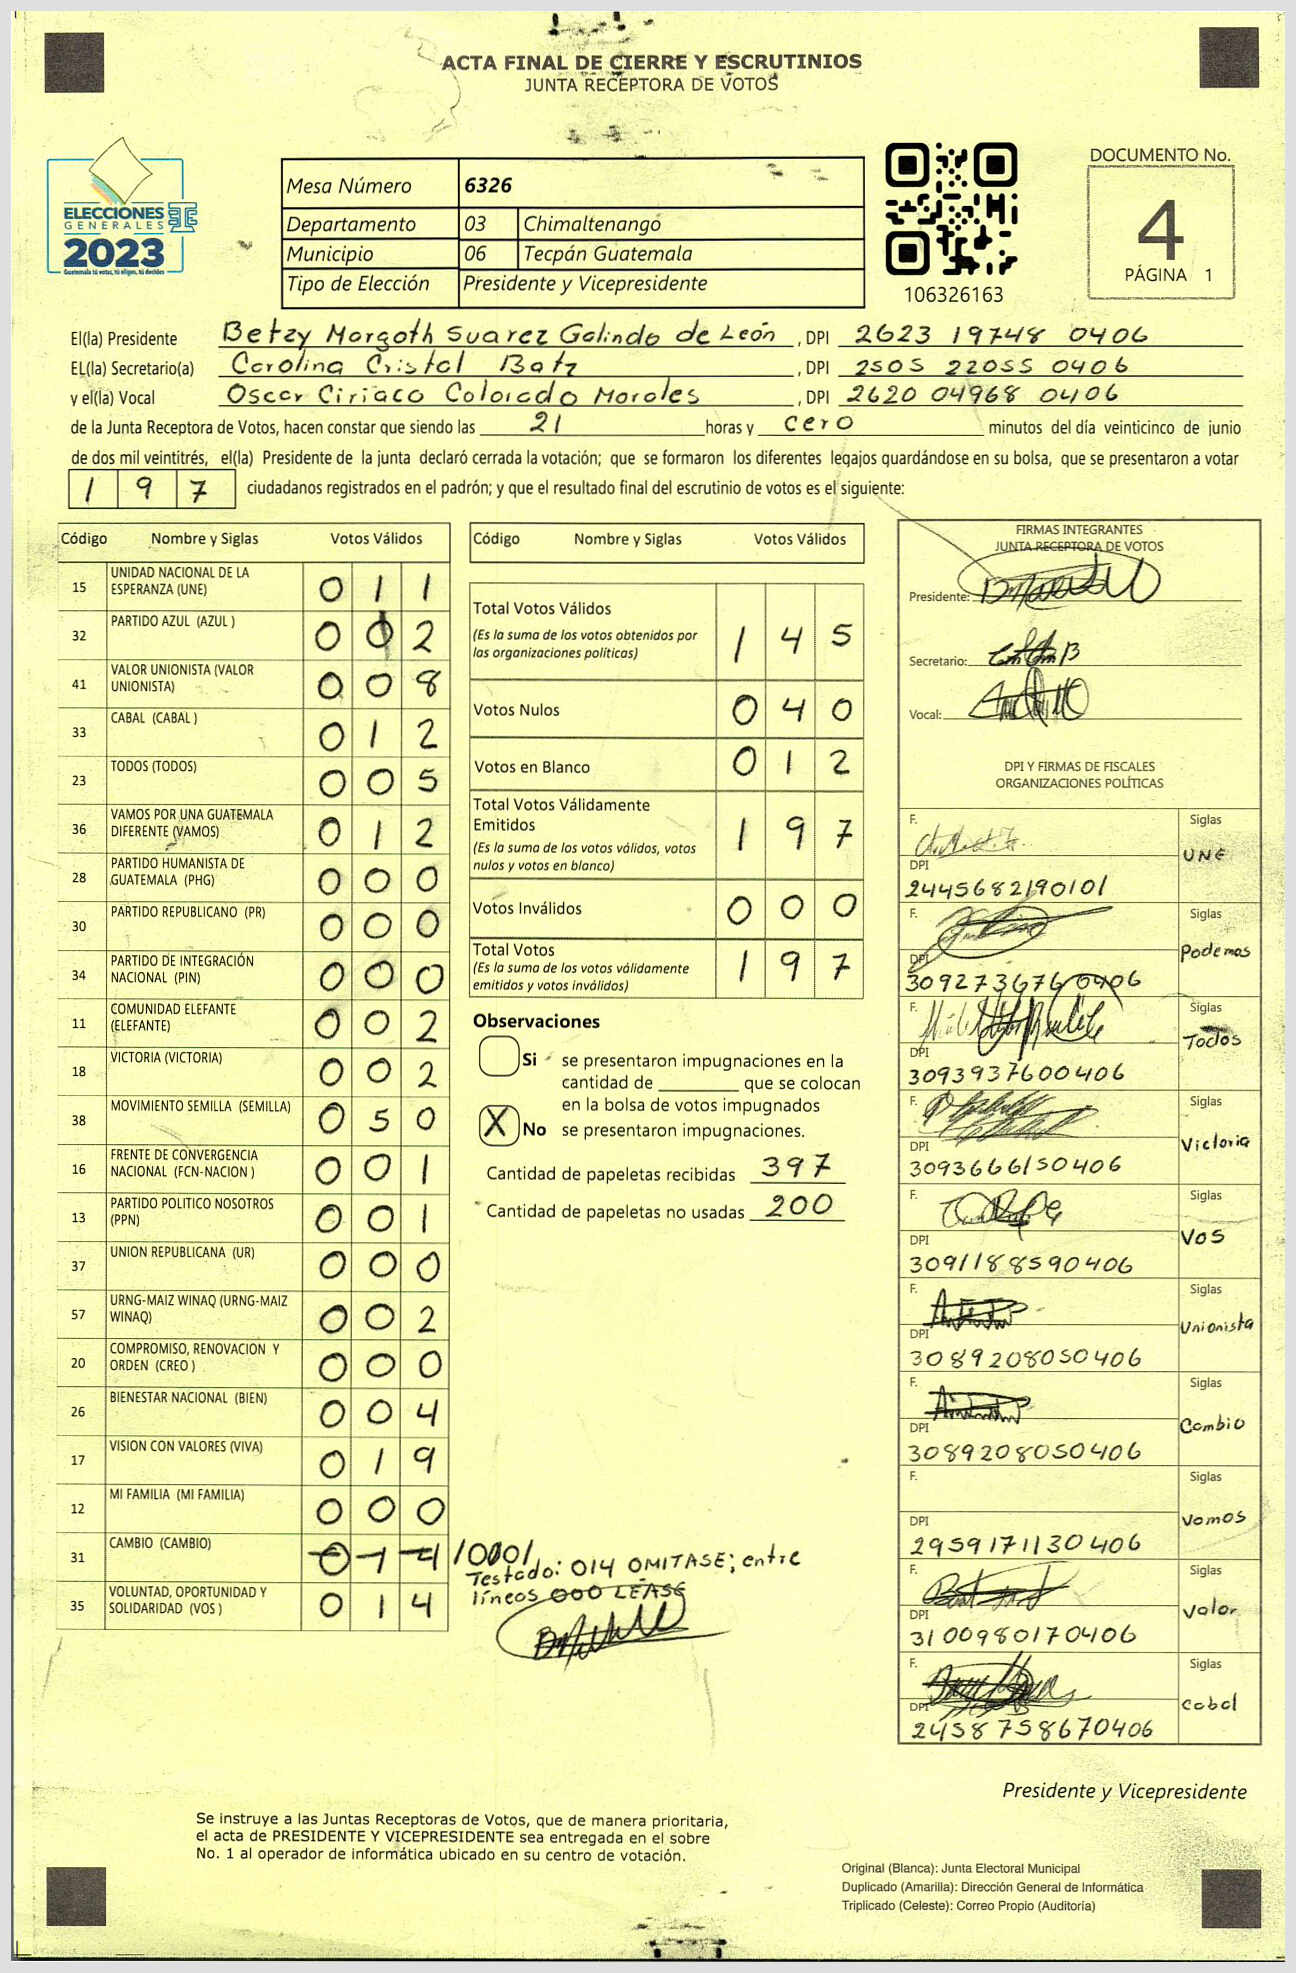 ACTA FINAL DE CIERRE Y ESCRUTINIOS
JUNTA RECEPTORA DE VOTOS
ELECCIONES
GENERALES
2023
Guatemala tú votas, tú eliges, tú decides
Mesa Número 6326
Departamento 03 Chimaltenango
Municipio 06 Tecpán Guatemala
Tipo de Elección Presidente y Vicepresidente
106326163
DOCUMENTO No.
4
PÁGINA 1
El(la) Presidente Betzy Margoth Suarez Galindo de León, DPI 2623 19748 0406
EL(la) Secretario(a) Carolina Cristal Batz, DPI 2505 22055 0406
y el(la) Vocal Oscar Ciriaco Colorado Morales, DPI 2620 04968 0406
de la Junta Receptora de Votos, hacen constar que siendo las 21 horas y cero minutos del día veinticinco de junio
de dos mil veintitrés, el(la) Presidente de la junta declaró cerrada la votación; que se formaron los diferentes legajos guardándose en su bolsa, que se presentaron a votar
1 9 7 ciudadanos registrados en el padrón; y que el resultado final del escrutinio de votos es el siguiente:
Código Nombre y Siglas Votos Válidos
15 UNIDAD NACIONAL DE LA ESPERANZA (UNE) 0 1 1
32 PARTIDO AZUL (AZUL ) 0 0 2
41 VALOR UNIONISTA (VALOR UNIONISTA) 0 0 8
33 CABAL (CABAL ) 0 1 2
23 TODOS (TODOS) 0 0 5
36 VAMOS POR UNA GUATEMALA DIFERENTE (VAMOS) 0 1 2
28 PARTIDO HUMANISTA DE GUATEMALA (PHG) 0 0 0
30 PARTIDO REPUBLICANO (PR) 0 0 0
34 PARTIDO DE INTEGRACIÓN NACIONAL (PIN) 0 0 0
11 COMUNIDAD ELEFANTE (ELEFANTE) 0 0 2
18 VICTORIA (VICTORIA) 0 0 2
38 MOVIMIENTO SEMILLA (SEMILLA) 0 5 0
16 FRENTE DE CONVERGENCIA NACIONAL (FCN-NACION ) 0 0 1
13 PARTIDO POLITICO NOSOTROS (PPN) 0 0 1
37 UNION REPUBLICANA (UR) 0 0 0
57 URNG-MAIZ WINAQ (URNG-MAIZ WINAQ) 0 0 2
20 COMPROMISO, RENOVACION Y ORDEN (CREO ) 0 0 0
26 BIENESTAR NACIONAL (BIEN) 0 0 4
17 VISION CON VALORES (VIVA) 0 1 9
12 MI FAMILIA (MI FAMILIA) 0 0 0
31 CAMBIO (CAMBIO) 0 1 4 /000/
35 VOLUNTAD, OPORTUNIDAD Y SOLIDARIDAD (VOS ) 0 1 4
Testado: 014 OMITASE; entre
líneos 000 LEASE
Código Nombre y Siglas Votos Válidos
Total Votos Válidos 1 4 5
(Es la suma de los votos obtenidos por
las organizaciones políticas)
Votos Nulos 0 4 0
Votos en Blanco 0 1 2
Total Votos Válidamente
Emitidos 1 9 7
(Es la suma de los votos válidos, votos
nulos y votos en blanco)
Votos Inválidos 0 0 0
Total Votos 1 9 7
(Es la suma de los votos válidamente
emitidos y votos inválidos)
Observaciones
Si se presentaron impugnaciones en la
cantidad de ________ que se colocan
en la bolsa de votos impugnados
X No se presentaron impugnaciones.
Cantidad de papeletas recibidas 397
Cantidad de papeletas no usadas 200
FIRMAS INTEGRANTES
JUNTA RECEPTORA DE VOTOS
Presidente:
Secretario:
Vocal:
DPI Y FIRMAS DE FISCALES
ORGANIZACIONES POLÍTICAS
F. Siglas
UNE
DPI
2445682190101
F. Siglas
Podemos
DPI
3092736760406
F. Siglas
Todos
DPI
3093937600406
F. Siglas
Victoria
DPI
3093666150406
F. Siglas
VOS
DPI
3091188590406
F. Siglas
Unionista
DPI
3089208050406
F. Siglas
Cambio
DPI
3089208050406
F. Siglas
Vamos
DPI
2959171130406
F. Siglas
Valor
DPI
3100980170406
F. Siglas
Cabal
DPI
2458758670406
Presidente y Vicepresidente
Se instruye a las Juntas Receptoras de Votos, que de manera prioritaria,
el acta de PRESIDENTE Y VICEPRESIDENTE sea entregada en el sobre
No. 1 al operador de informática ubicado en su centro de votación.
Original (Blanca): Junta Electoral Municipal
Duplicado (Amarilla): Dirección General de Informática
Triplicado (Celeste): Correo Propio (Auditoría)